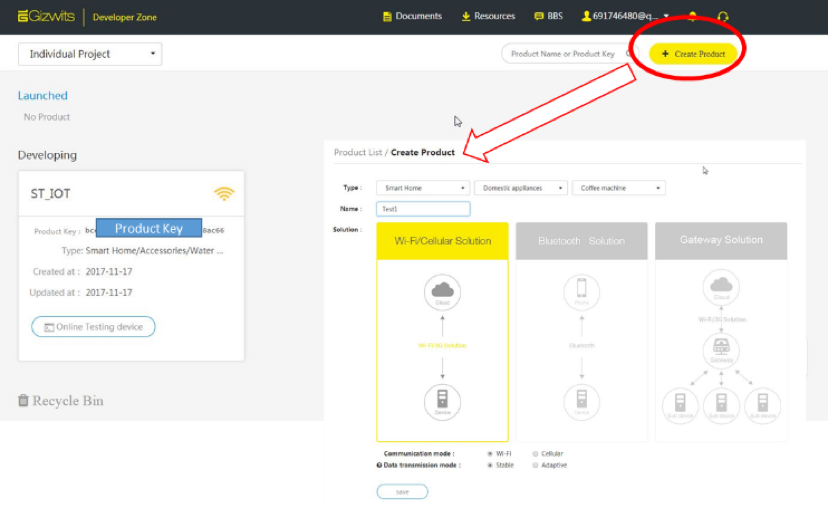 GizWits | Developer Zone
Documents
Resources
BBS
691746480@q...
Individual Project
Product Name or Product Key
+ Create Product
Launched
No Product
Developing
ST_IOT
Product Key : bc
Product Key
8ac66
Type: Smart Home/Accessories/Water ...
Created at : 2017-11-17
Updated at : 2017-11-17
Online Testing device
Recycle Bin
Product List / Create Product
Type : Smart Home Domestic appliances Coffee machine
Name : Test1
Solution :
Wi-Fi/Cellular Solution
Bluetooth Solution
Gateway Solution
Cloud
Wi-Fi/3G Solution
Device
Phone
Bluetooth
Device
Cloud
Wi-Fi/3G Solution
Gateway
Sub device Sub device Sub device
Communication mode : Wi-Fi Cellular
Data transmission mode : Stable Adaptive
save